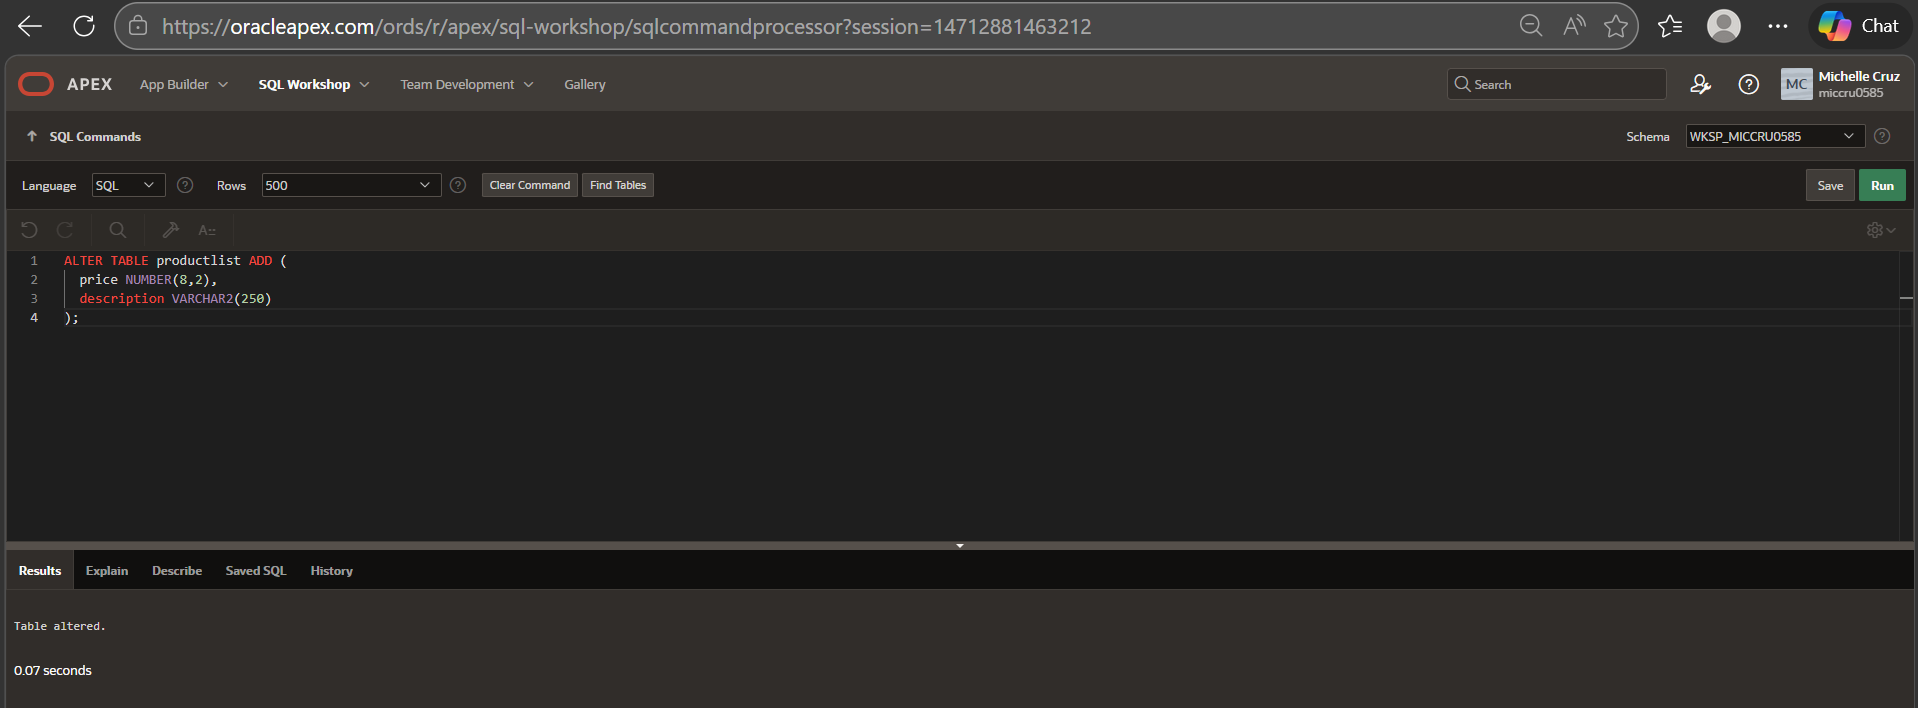 https://oracleapex.com/ords/r/apex/sql-workshop/sqlcommandprocessor?session=14712881463212
Chat
APEX App Builder SQL Workshop Team Development Gallery Search MC Michelle Cruz
miccru0585
SQL Commands Schema WKSP_MICCRU0585
Language SQL Rows 500 Clear Command Find Tables Save Run
1 ALTER TABLE productlist ADD (
2 price NUMBER(8,2),
3 description VARCHAR2(250)
4 );
Results Explain Describe Saved SQL History
Table altered.
0.07 seconds